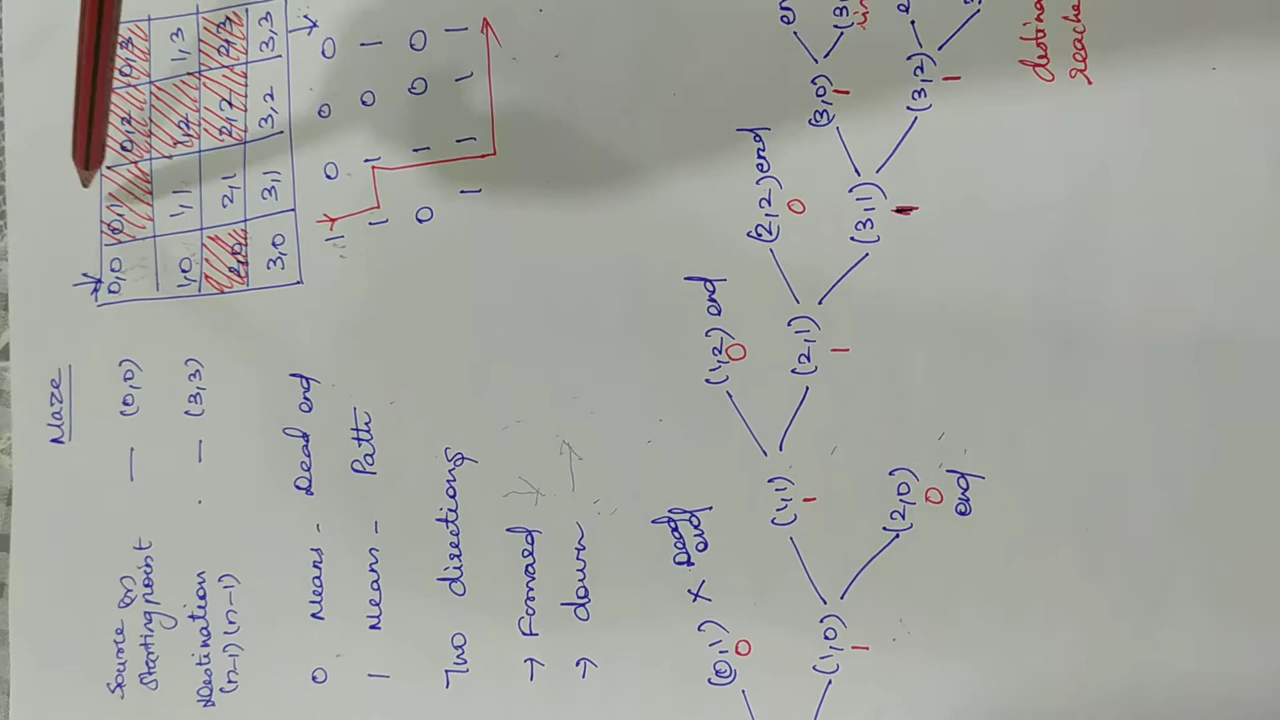 Maze
Source or
Starting point — (0,0)
Destination - — (3,3)
(n-1)(n-1)
0 Means - Dead end
1 Means - Path
Two directions
→ Forward →
→ down ↓
0,0 0,1 0,2 0,3
1,0 1,1 1,2 1,3
2,0 2,1 2,2 2,3
3,0 3,1 3,2 3,3
1 0 0 0
1 1 0 1
0 1 0 0
1 1 1 1
(0,1) × Dead
0 end
(1,2) end
0
(2,2) end
0
(1,1)
1
(2,1)
1
(3,0)
1
(1,0)
1
(2,0)
0
end
(3,1)
1
(3,2)
1